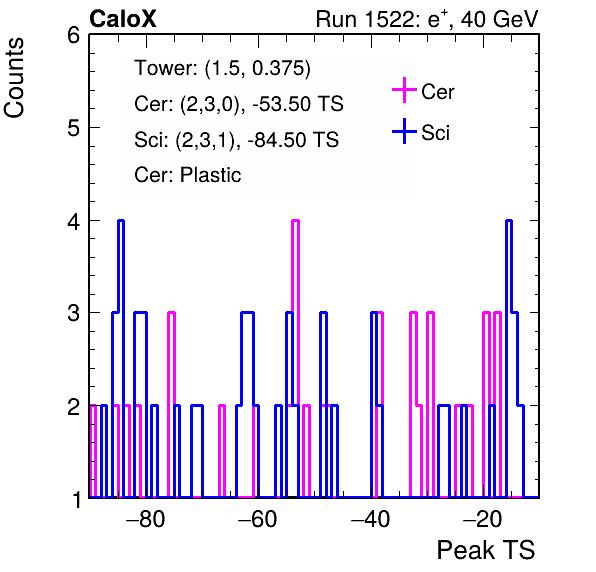 CaloX Run 1522: e⁺, 40 GeV
Counts
6
5
4
3
2
1
Tower: (1.5, 0.375)
Cer: (2,3,0), -53.50 TS
Sci: (2,3,1), -84.50 TS
Cer: Plastic
Cer
Sci
−80 −60 −40 −20
Peak TS